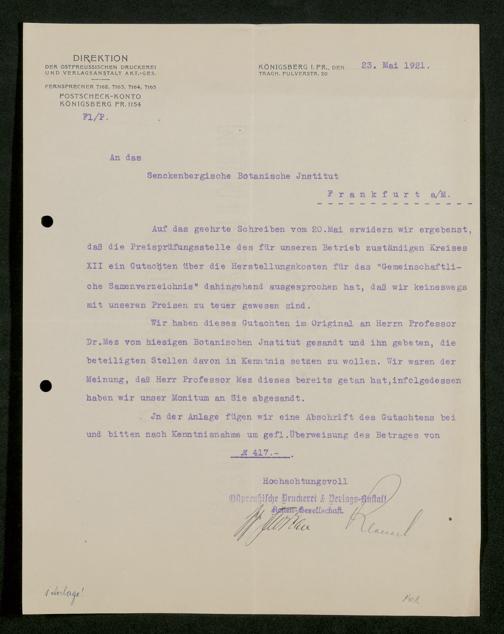 DIREKTION
DER OSTPREUSSISCHEN DRUCKEREI
UND VERLAGSANSTALT AKT.-GES.
FERNSPRECHER 7162, 7163, 7164, 7165
POSTSCHECK-KONTO
KÖNIGSBERG PR. 1154
KÖNIGSBERG I. PR., DEN 23. Mai 1921.
TRAGH. PULVERSTR. 20
Fl/P.
An das
Senckenbergische Botanische Jnstitut
F r a n k f u r t a/M.
Auf das geehrte Schreiben vom 20.Mai erwidern wir ergebenst,
daß die Preisprüfungsstelle des für unseren Betrieb zuständigen Kreises
XII ein Gutachten über die Herstellungskosten für das "Gemeinschaftli-
che Samenverzeichnis" dahingehend ausgesprochen hat, daß wir keineswegs
mit unseren Preisen zu teuer gewesen sind.
Wir haben dieses Gutachten im Original an Herrn Professor
Dr.Mez vom hiesigen Botanischen Jnstitut gesandt und ihn gebeten, die
beteiligten Stellen davon in Kenntnis setzen zu wollen. Wir waren der
Meinung, daß Herr Professor Mez dieses bereits getan hat,infolgedessen
haben wir unser Monitum an Sie abgesandt.
Jn der Anlage fügen wir eine Abschrift des Gutachtens bei
und bitten nach Kenntnisnahme um gefl.Überweisung des Betrages von
M 417.- .
Hochachtungsvoll
Ostpreußische Druckerei & Verlags-Anstalt
Aktien-Gesellschaft.
1 Anlage!